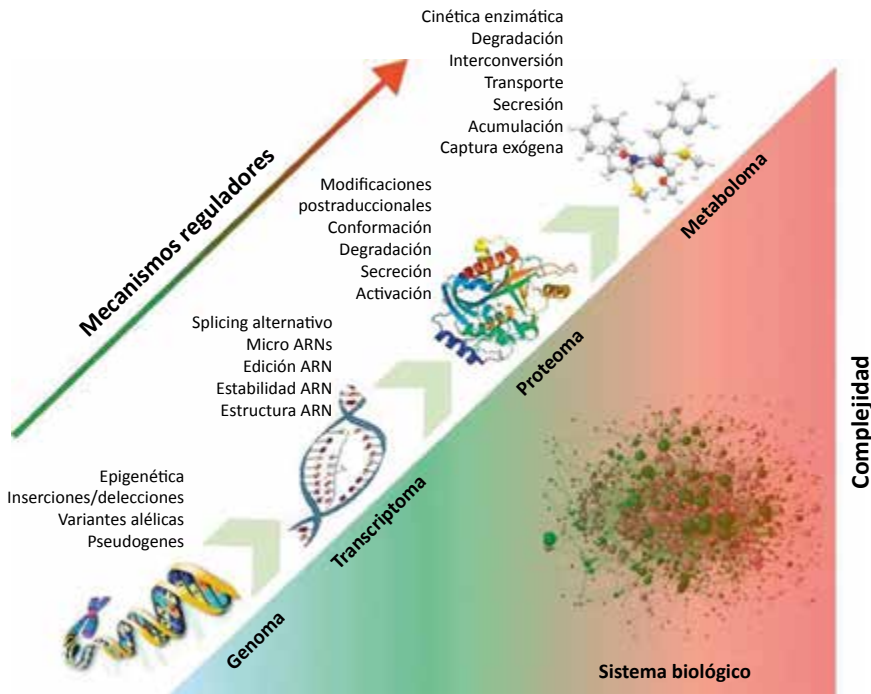 Cinética enzimática
Degradación
Interconversión
Transporte
Secresión
Acumulación
Captura exógena
Mecanismos reguladores
Modificaciones
postraduccionales
Conformación
Degradación
Secreción
Activación
Metaboloma
Splicing alternativo
Micro ARNs
Edición ARN
Estabilidad ARN
Estructura ARN
Proteoma
Complejidad
Epigenética
Inserciones/delecciones
Variantes alélicas
Pseudogenes
Transcriptoma
Genoma
Sistema biológico